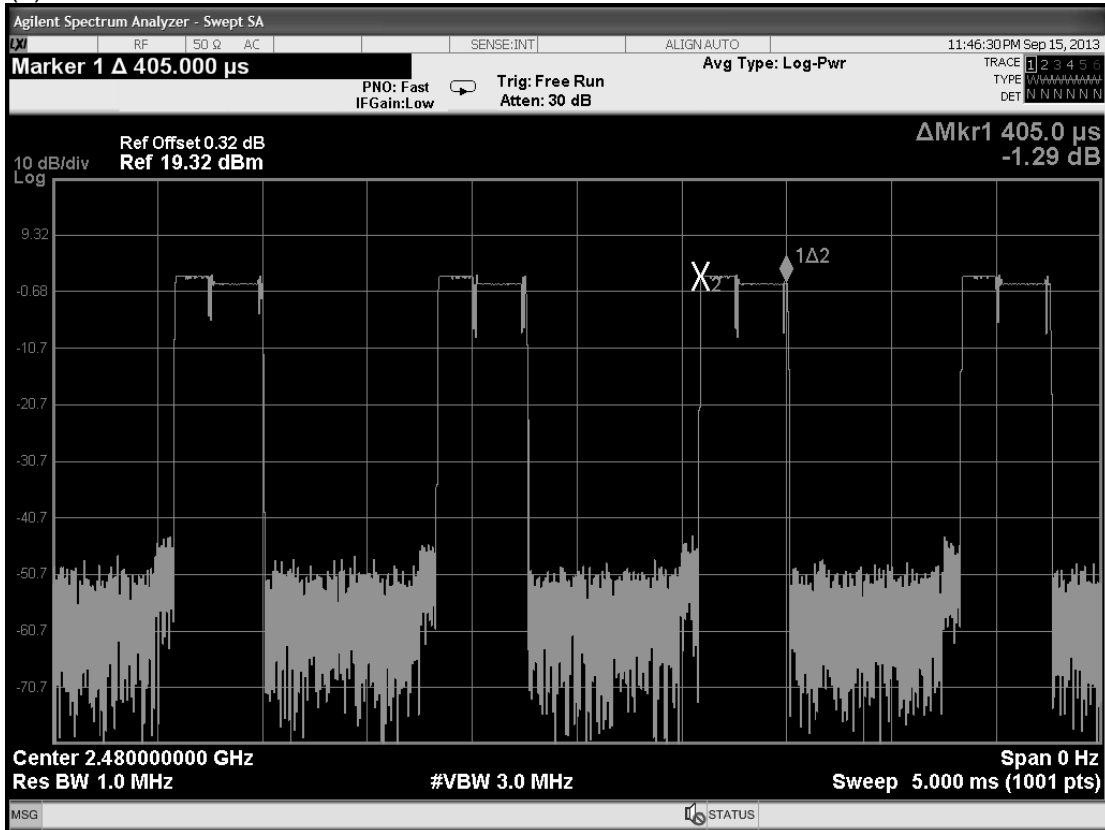 Agilent Spectrum Analyzer - Swept SA
LXI RF 50 Ω AC SENSE:INT ALIGN AUTO 11:46:30 PM Sep 15, 2013
Marker 1 Δ 405.000 µs
PNO: Fast
IFGain:Low
Trig: Free Run
Atten: 30 dB
Avg Type: Log-Pwr
TRACE 1 2 3 4 5 6
TYPE
DET N N N N N N
Ref Offset 0.32 dB
10 dB/div Ref 19.32 dBm
Log
ΔMkr1 405.0 µs
-1.29 dB
9.32
1Δ2
X2
-0.68
-10.7
-20.7
-30.7
-40.7
-50.7
-60.7
-70.7
Center 2.480000000 GHz Span 0 Hz
Res BW 1.0 MHz #VBW 3.0 MHz Sweep 5.000 ms (1001 pts)
MSG STATUS